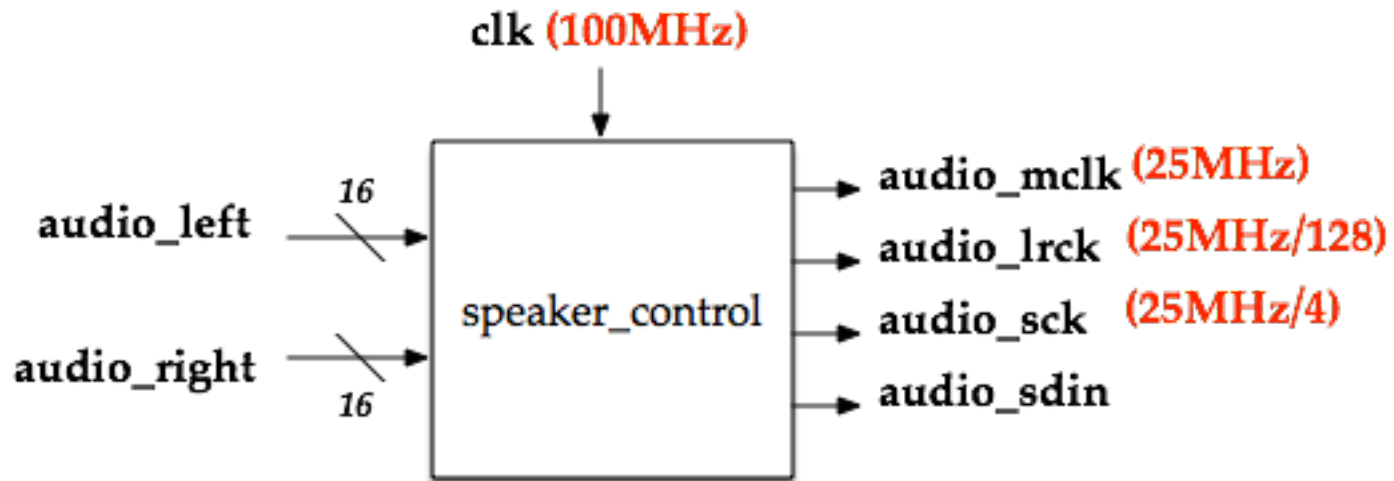 clk (100MHz)
16
audio_left
16
audio_right
speaker_control
audio_mclk (25MHz)
audio_lrck (25MHz/128)
audio_sck (25MHz/4)
audio_sdin